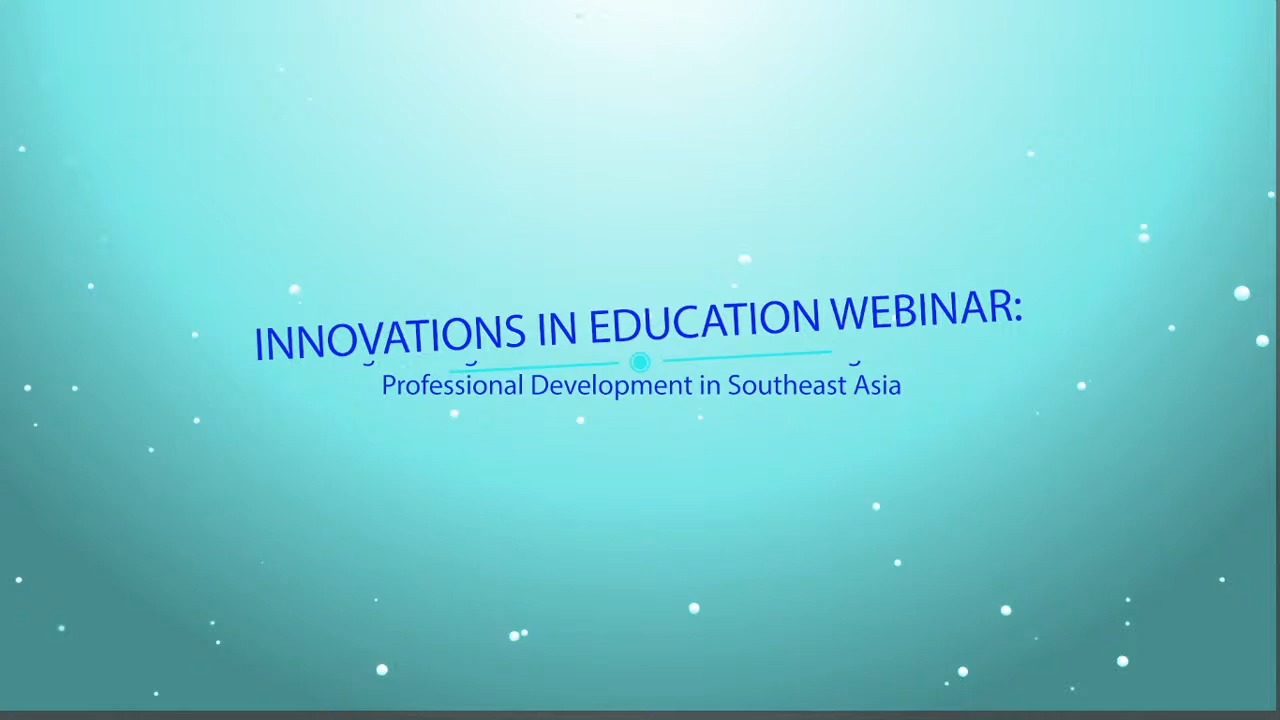 INNOVATIONS IN EDUCATION WEBINAR:
Professional Development in Southeast Asia